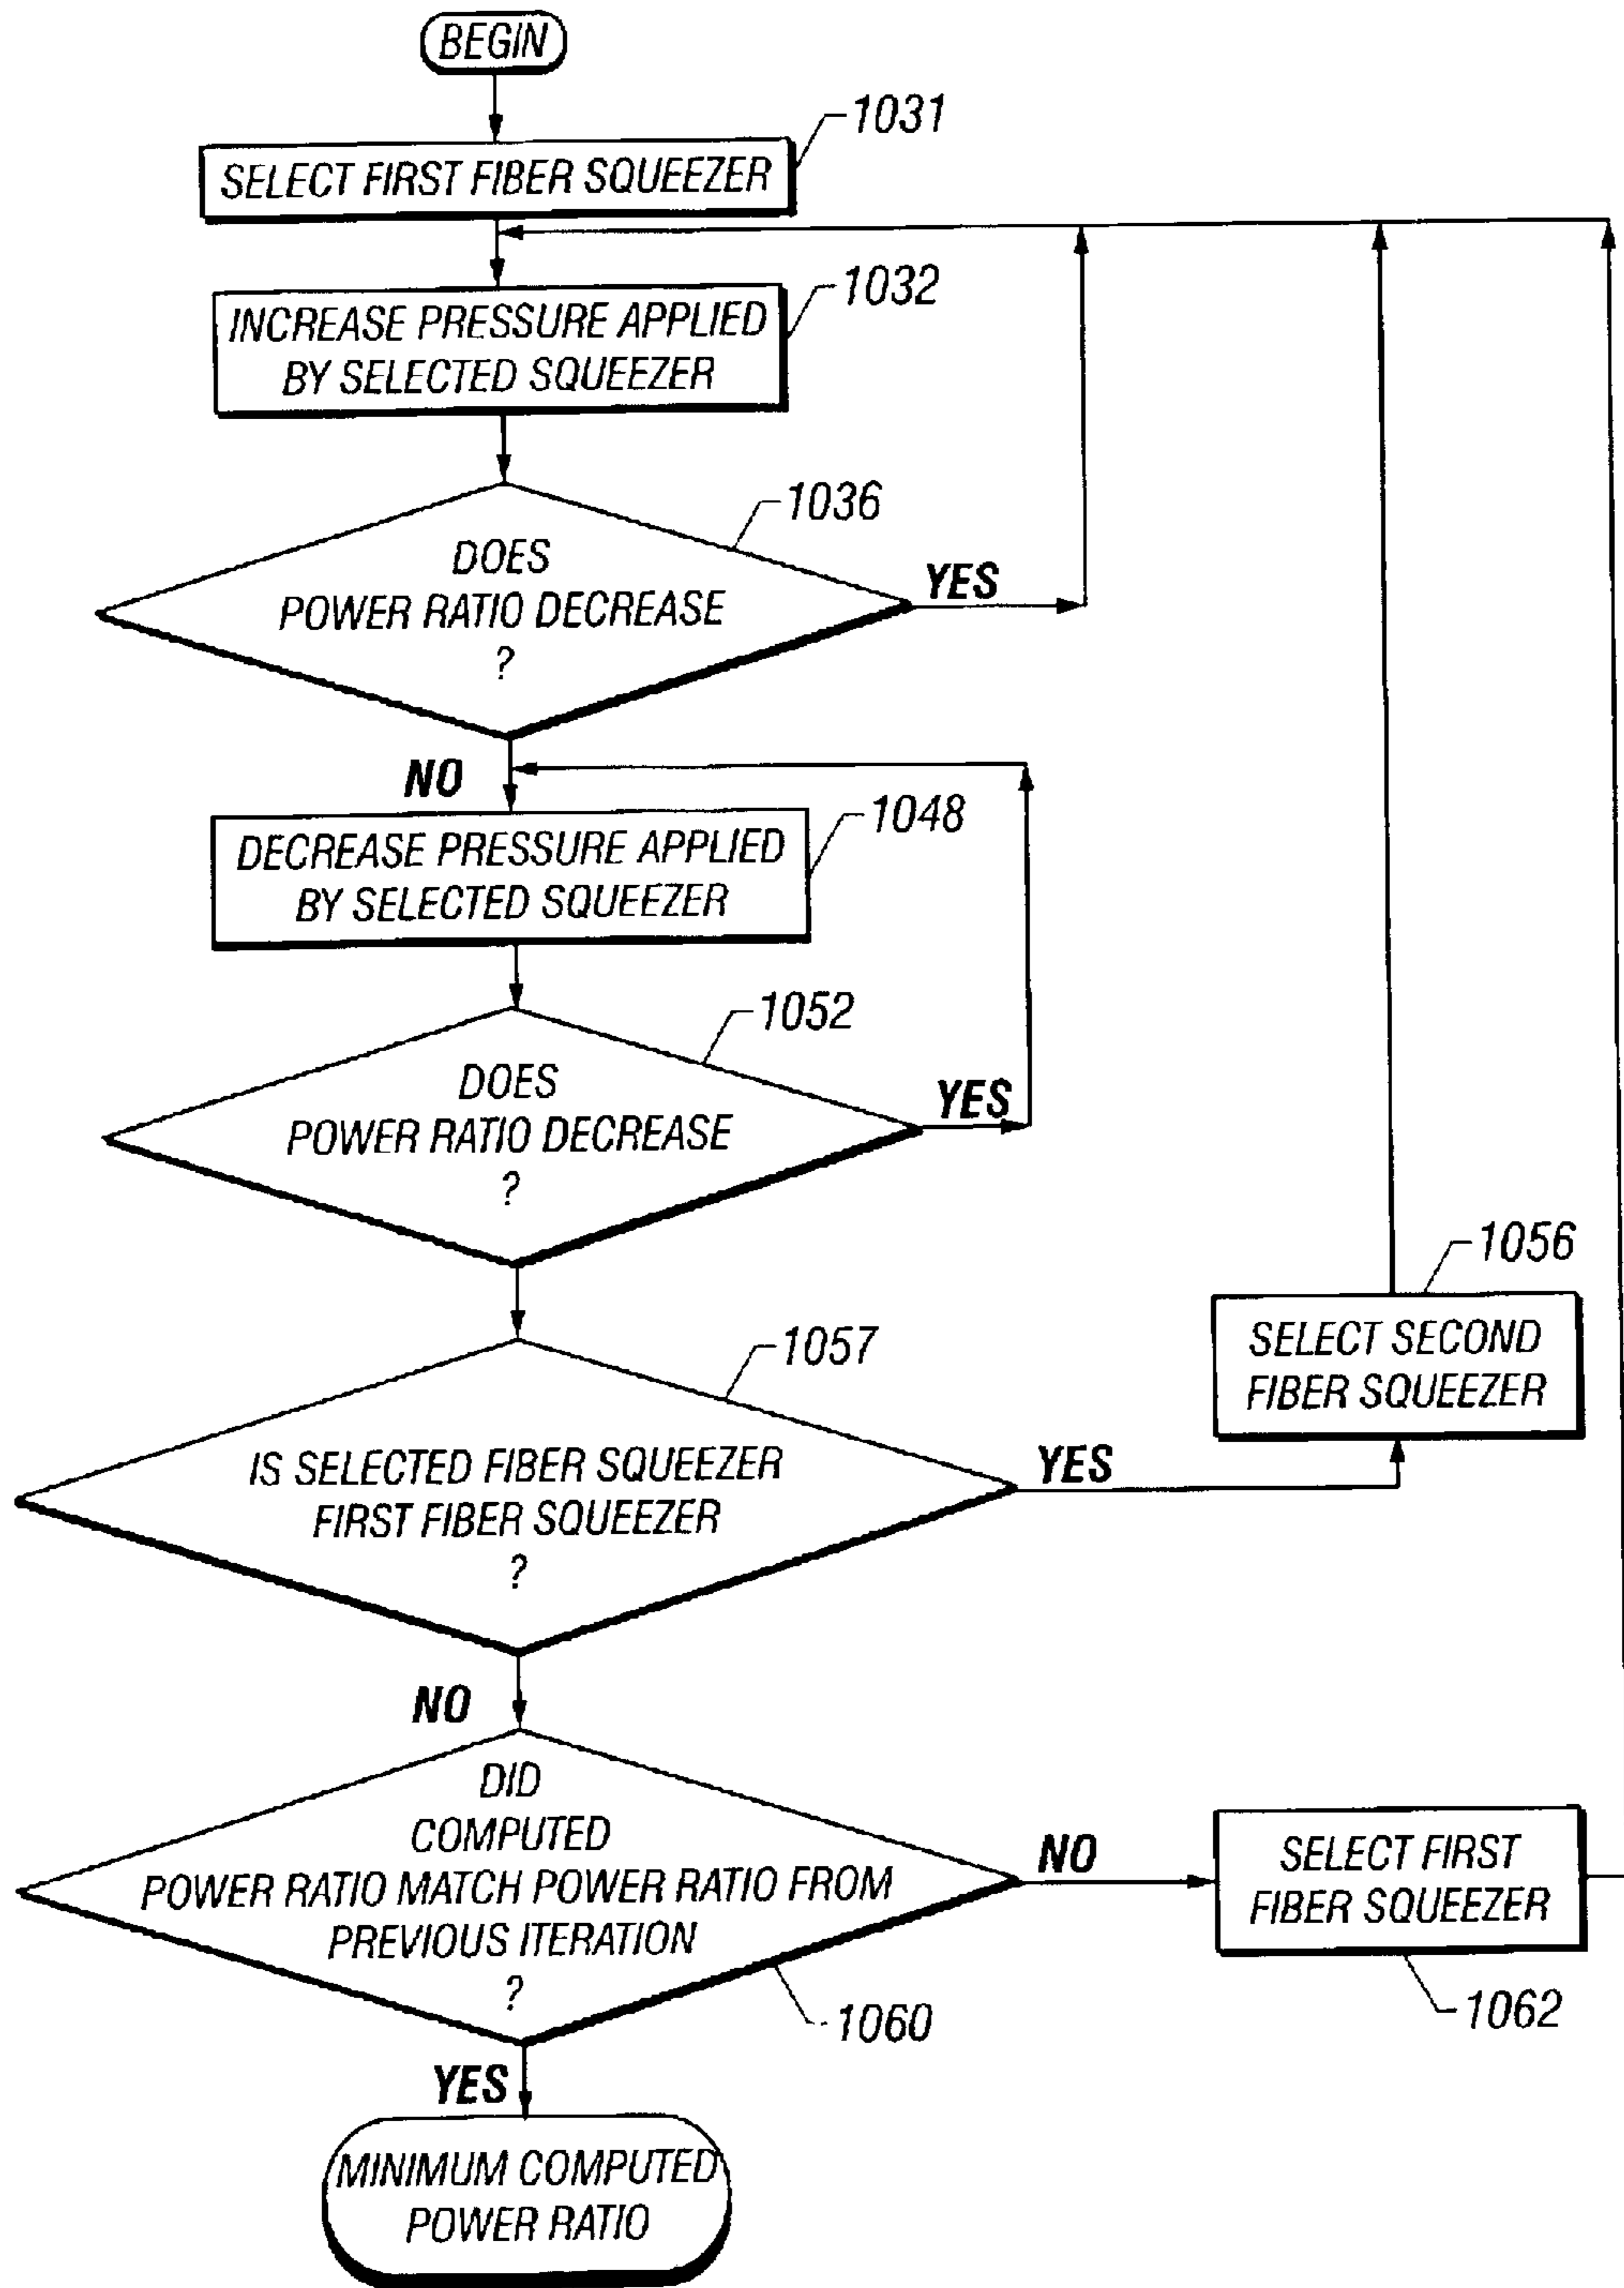 BEGIN
1031
SELECT FIRST FIBER SQUEEZER
1032
INCREASE PRESSURE APPLIED
BY SELECTED SQUEEZER
1036
DOES
POWER RATIO DECREASE
?
YES
NO
1048
DECREASE PRESSURE APPLIED
BY SELECTED SQUEEZER
1052
DOES
POWER RATIO DECREASE
?
YES
1056
SELECT SECOND
FIBER SQUEEZER
1057
IS SELECTED FIBER SQUEEZER
FIRST FIBER SQUEEZER
?
YES
NO
DID
COMPUTED
POWER RATIO MATCH POWER RATIO FROM
PREVIOUS ITERATION
?
1060
NO
SELECT FIRST
FIBER SQUEEZER
1062
YES
MINIMUM COMPUTED
POWER RATIO